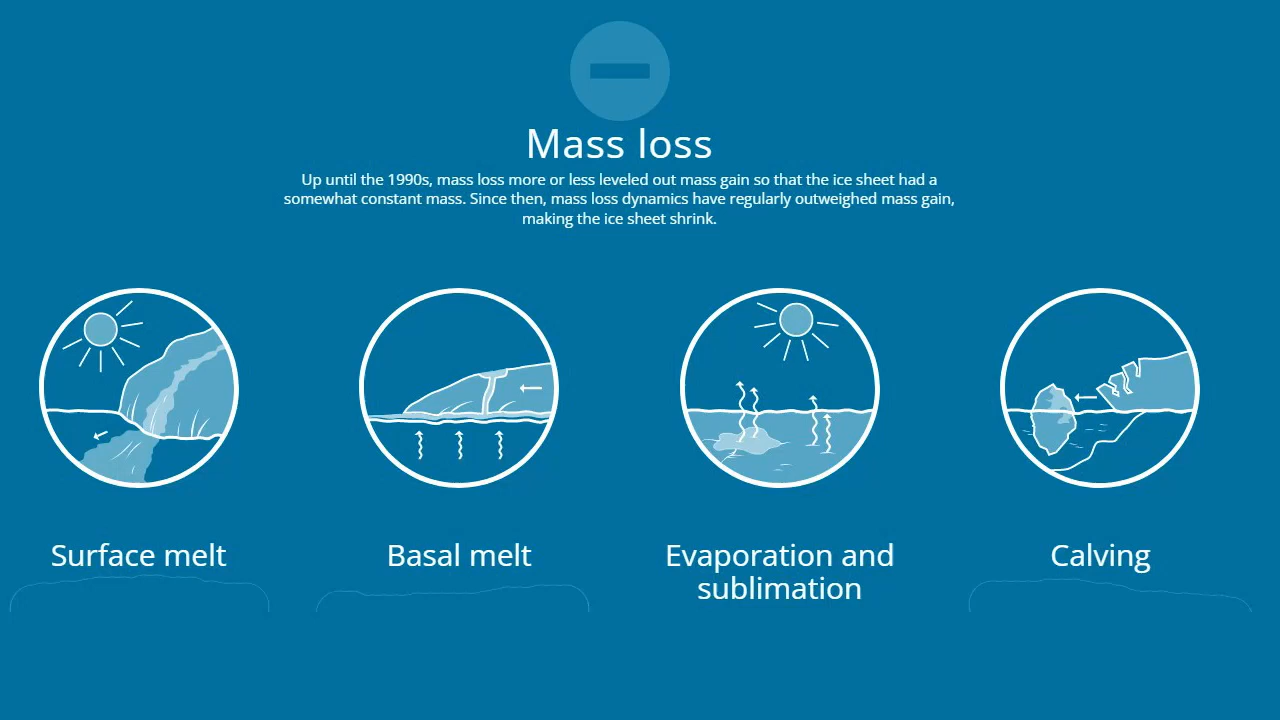 Mass loss
Up until the 1990s, mass loss more or less leveled out mass gain so that the ice sheet had a
somewhat constant mass. Since then, mass loss dynamics have regularly outweighed mass gain,
making the ice sheet shrink.
Surface melt
Basal melt
Evaporation and
sublimation
Calving